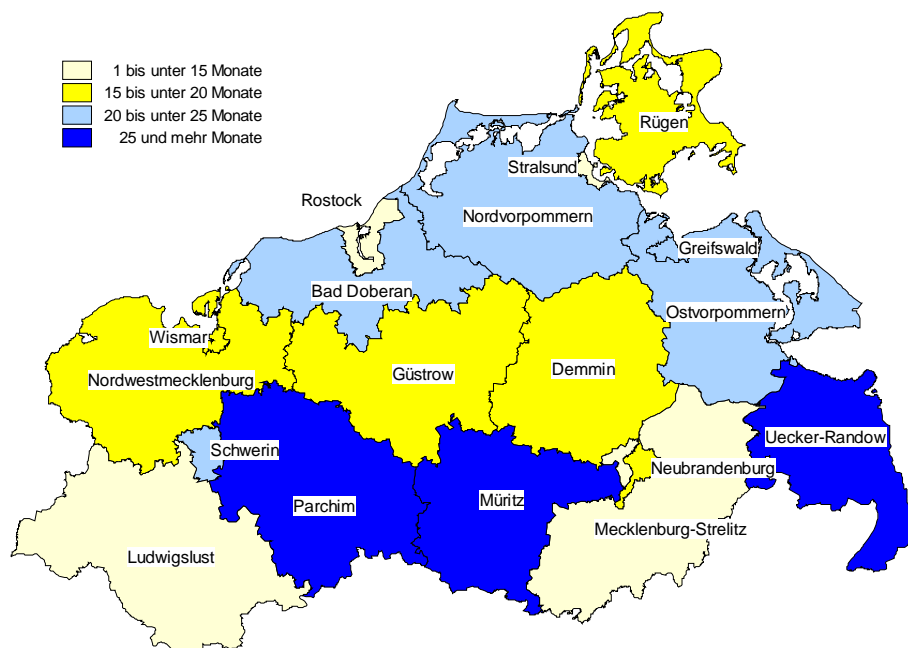 1 bis unter 15 Monate
15 bis unter 20 Monate
20 bis unter 25 Monate
25 und mehr Monate
Rügen
Stralsund
Rostock
Nordvorpommern
Greifswald
Bad Doberan
Ostvorpommern
Wismar
Nordwestmecklenburg
Güstrow
Demmin
Schwerin
Uecker-Randow
Neubrandenburg
Parchim
Müritz
Mecklenburg-Strelitz
Ludwigslust